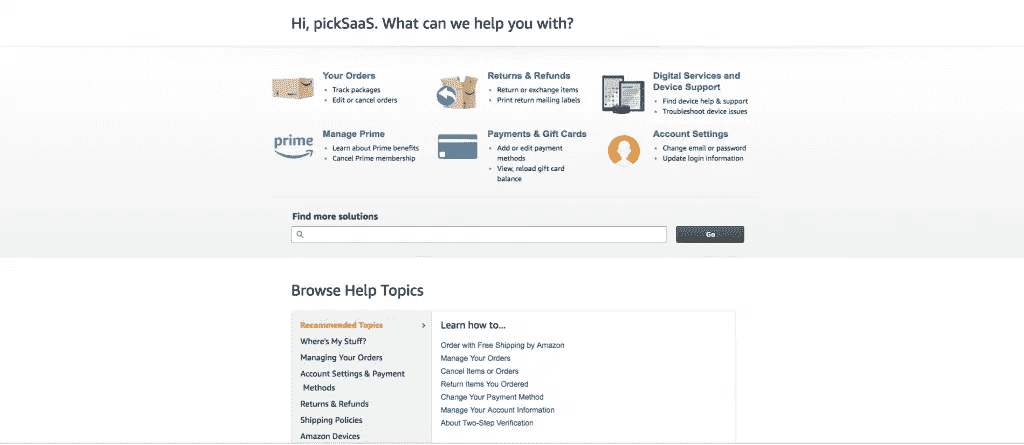 Hi, pickSaaS. What can we help you with?
Your Orders
Track packages
Edit or cancel orders
Returns & Refunds
Return or exchange items
Print return mailing labels
Digital Services and
Device Support
Find device help & support
Troubleshoot device issues
prime
Manage Prime
Learn about Prime benefits
Cancel Prime membership
Payments & Gift Cards
Add or edit payment
methods
View, reload gift card
balance
Account Settings
Change email or password
Update login information
Find more solutions
Go
Browse Help Topics
Recommended Topics
Where's My Stuff?
Managing Your Orders
Account Settings & Payment
Methods
Returns & Refunds
Shipping Policies
Amazon Devices
Learn how to...
Order with Free Shipping by Amazon
Manage Your Orders
Cancel Items or Orders
Return Items You Ordered
Change Your Payment Method
Manage Your Account Information
About Two-Step Verification